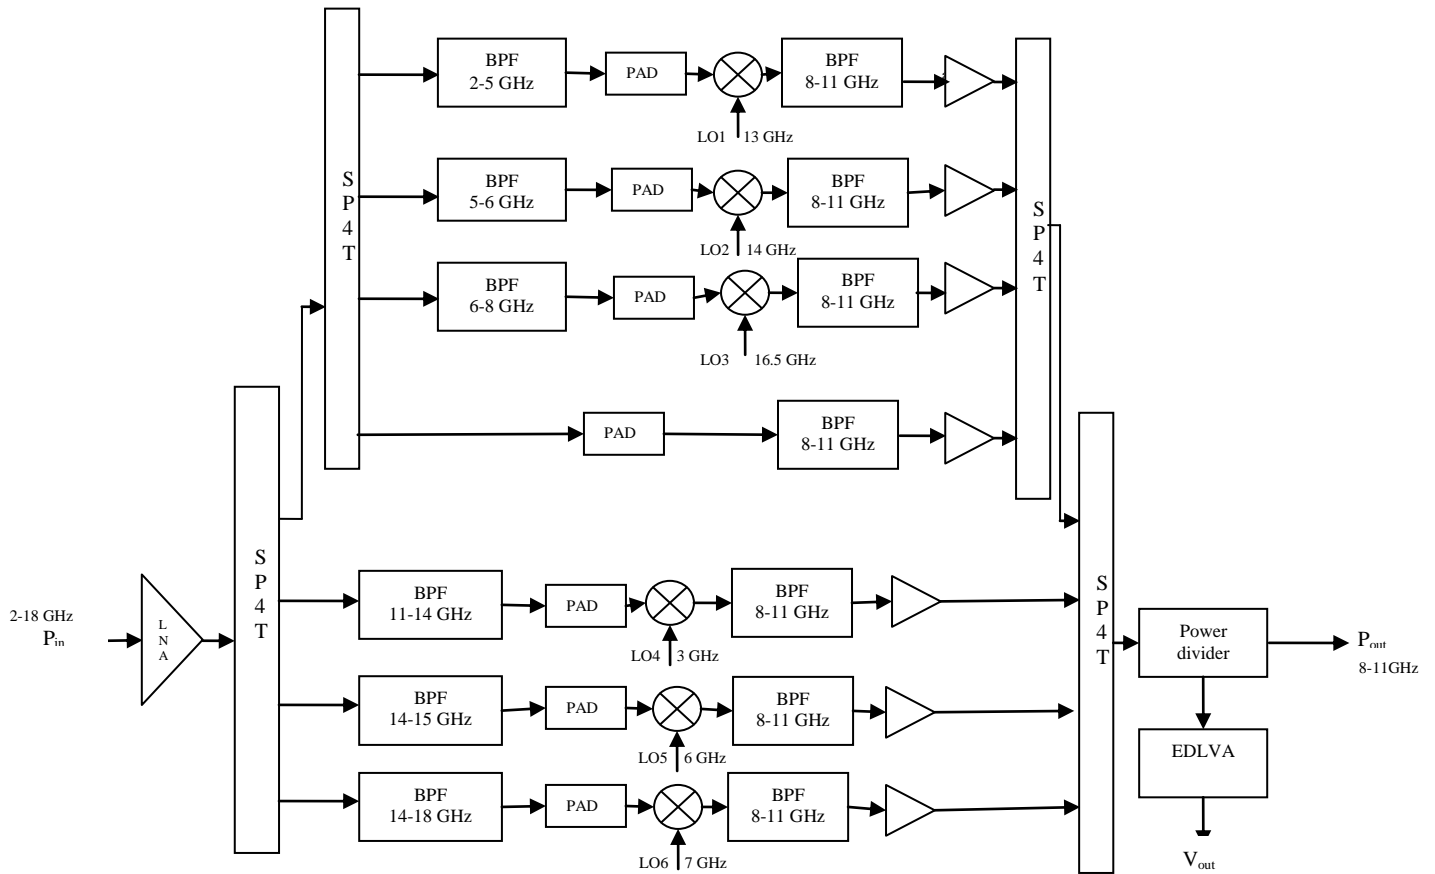 BPF
2-5 GHz
PAD
BPF
8-11 GHz
LO1 13 GHz
BPF
5-6 GHz
PAD
BPF
8-11 GHz
LO2 14 GHz
BPF
6-8 GHz
PAD
BPF
8-11 GHz
LO3 16.5 GHz
S
P
4
T
S
P
4
T
PAD
BPF
8-11 GHz
2-18 GHz
Pin
L
N
A
S
P
4
T
BPF
11-14 GHz
PAD
BPF
8-11 GHz
LO4 3 GHz
BPF
14-15 GHz
PAD
BPF
8-11 GHz
LO5 6 GHz
BPF
14-18 GHz
PAD
BPF
8-11 GHz
LO6 7 GHz
S
P
4
T
Power
divider
Pout
8-11GHz
EDLVA
Vout